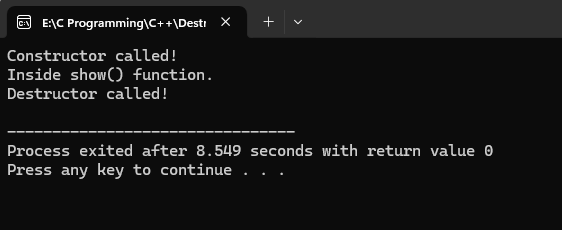 E:\C Programming\C++\Destr
Constructor called!
Inside show() function.
Destructor called!
--------------------------------
Process exited after 8.549 seconds with return value 0
Press any key to continue . . .